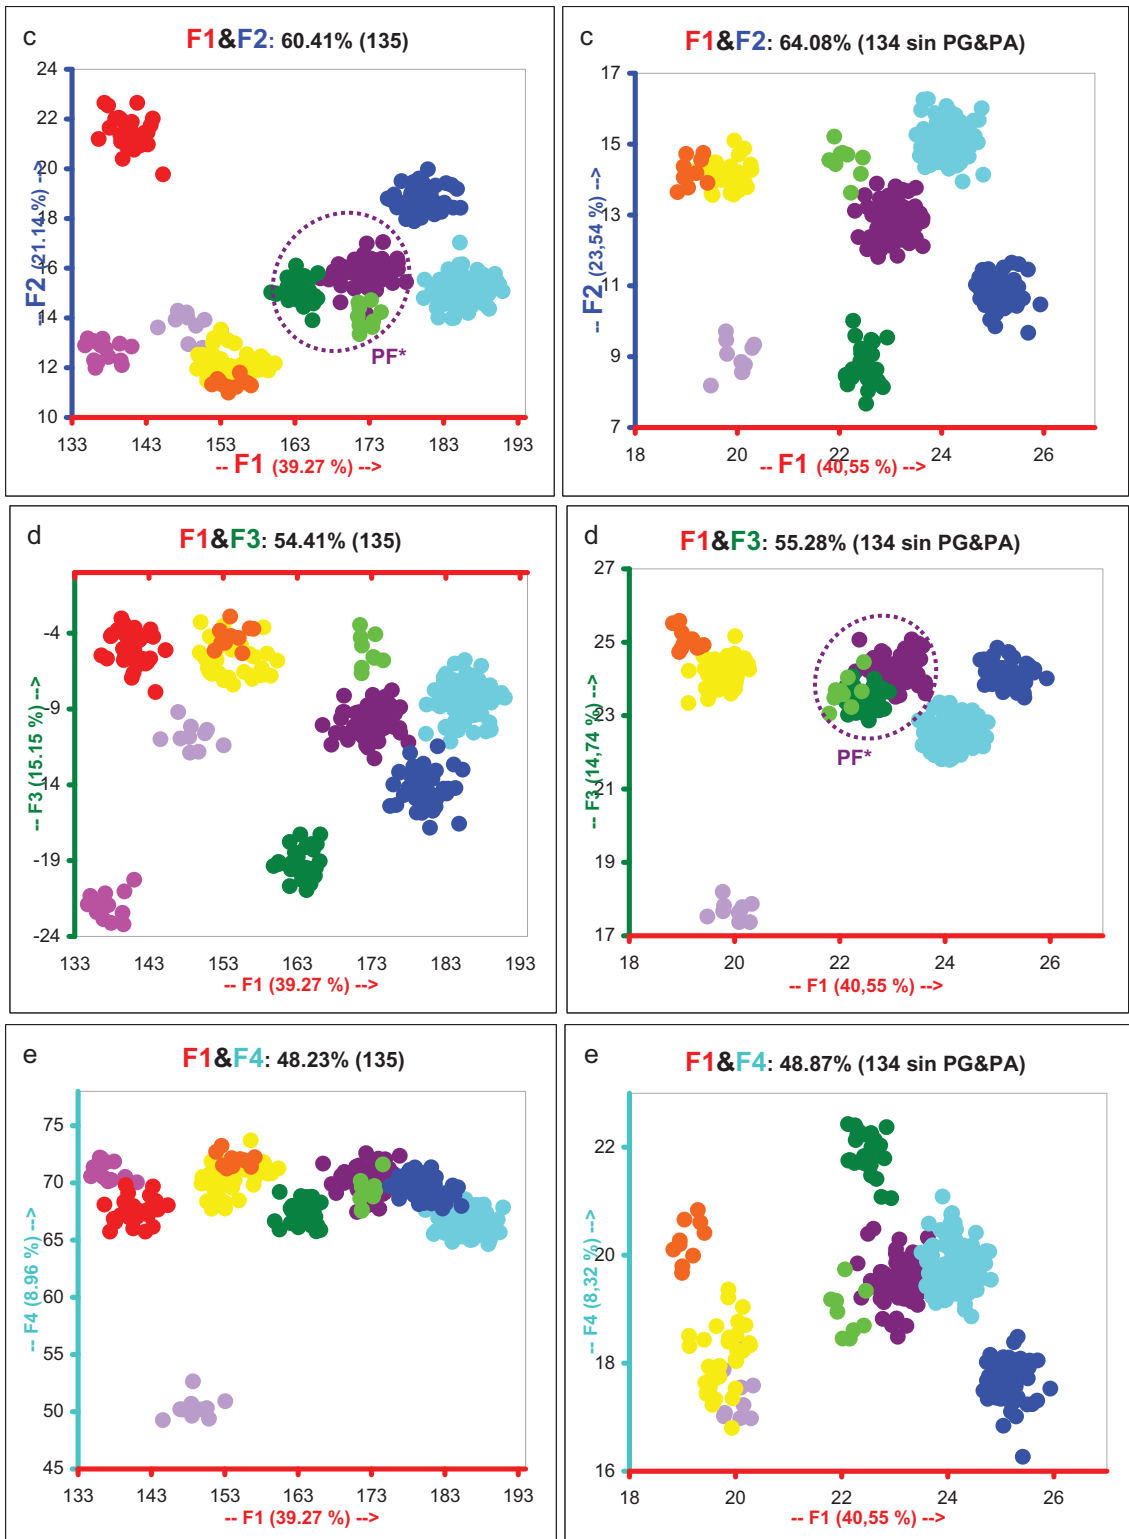 c
F1&F2: 60.41% (135)
24
22
20
18
16
14
12
10
-- F2 (21.14 %) -->
PF*
133 143 153 163 173 183 193
-- F1 (39.27 %) -->
c
F1&F2: 64.08% (134 sin PG&PA)
17
15
13
11
9
7
-- F2 (23,54 %) -->
18 20 22 24 26
-- F1 (40,55 %) -->
d
F1&F3: 54.41% (135)
-4
-9
-14
-19
-24
-- F3 (15.15 %) -->
133 143 153 163 173 183 193
-- F1 (39.27 %) -->
d
F1&F3: 55.28% (134 sin PG&PA)
27
25
23
21
19
17
-- F3 (14,74 %) -->
PF*
18 20 22 24 26
-- F1 (40,55 %) -->
e
F1&F4: 48.23% (135)
75
70
65
60
55
50
45
-- F4 (8.96 %) -->
133 143 153 163 173 183 193
-- F1 (39.27 %) -->
e
F1&F4: 48.87% (134 sin PG&PA)
22
20
18
16
-- F4 (8,32 %) -->
18 20 22 24 26
-- F1 (40,55 %) -->